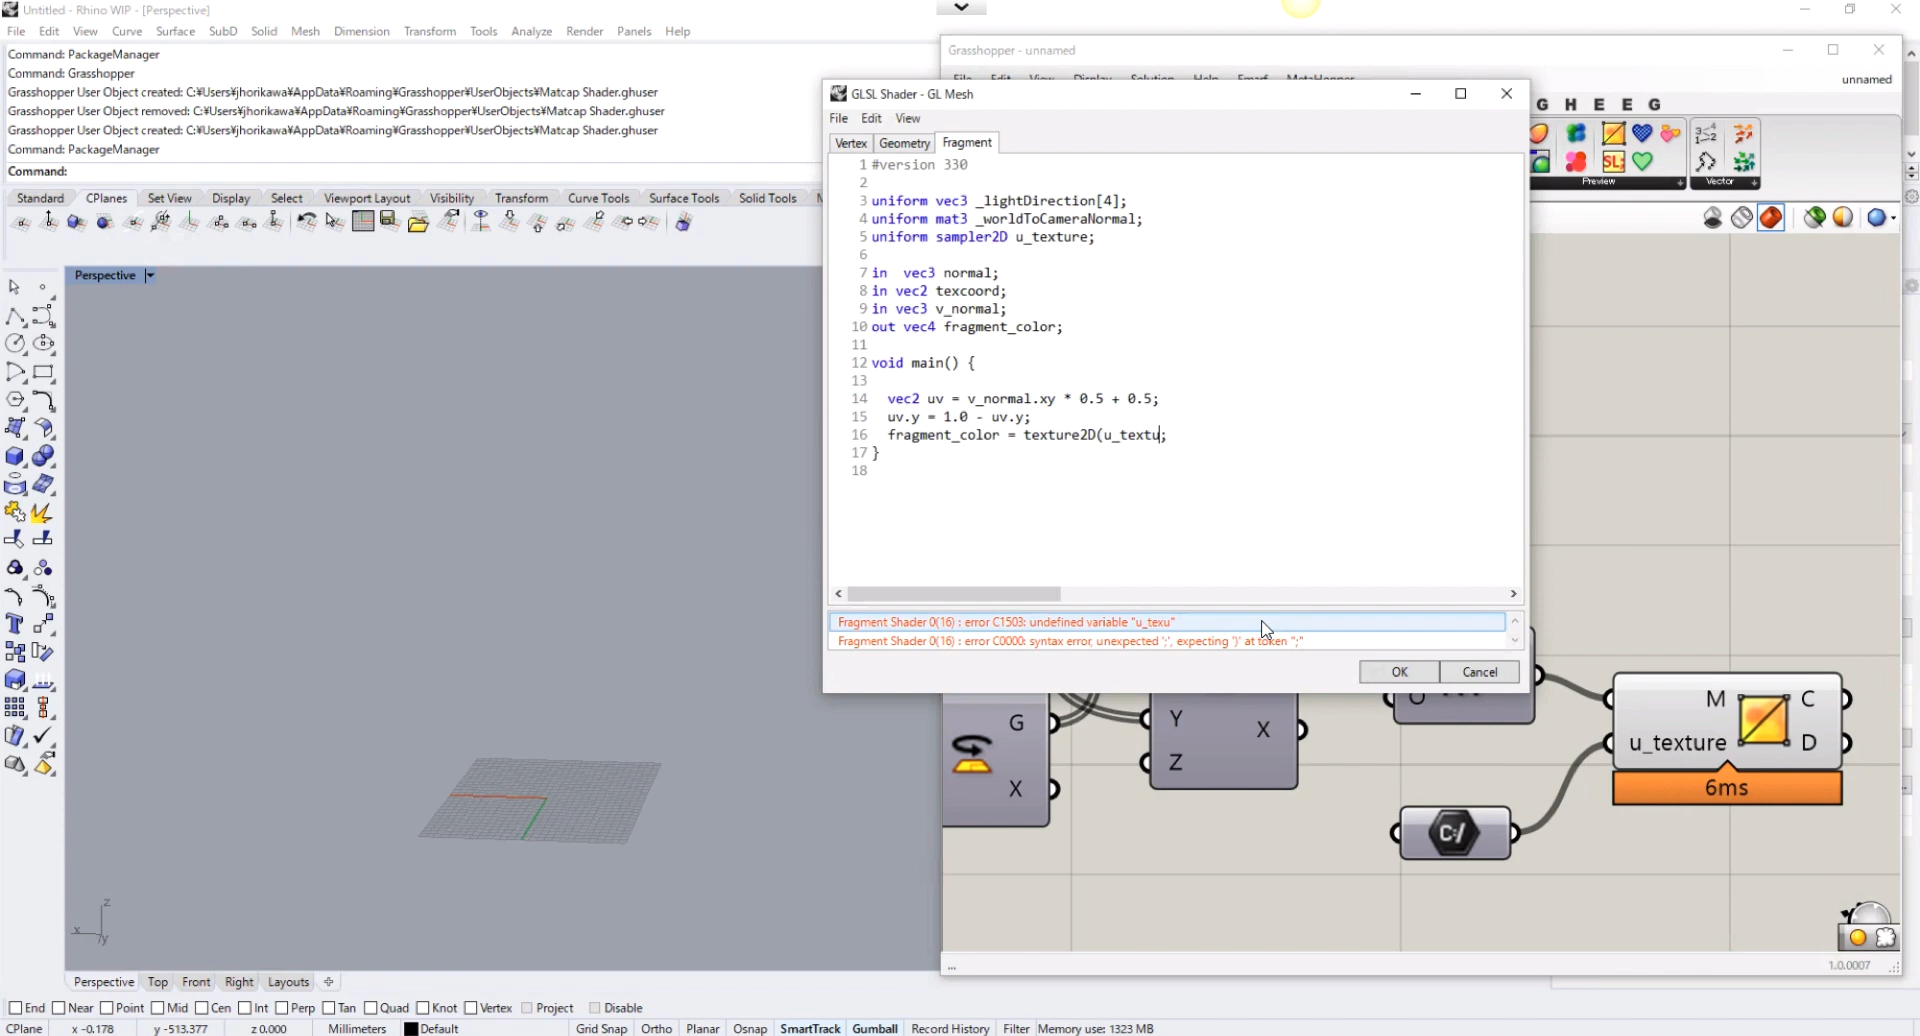 Untitled - Rhino WIP - [Perspective]
File Edit View Curve Surface SubD Solid Mesh Dimension Transform Tools Analyze Render Panels Help
Command: PackageManager
Command: Grasshopper
Grasshopper User Object created: C:¥Users¥jhorikawa¥AppData¥Roaming¥Grasshopper¥UserObjects¥Matcap Shader.ghuser
Grasshopper User Object removed: C:¥Users¥jhorikawa¥AppData¥Roaming¥Grasshopper¥UserObjects¥Matcap Shader.ghuser
Grasshopper User Object created: C:¥Users¥jhorikawa¥AppData¥Roaming¥Grasshopper¥UserObjects¥Matcap Shader.ghuser
Command: PackageManager
Command:
Standard CPlanes Set View Display Select Viewport Layout Visibility Transform Curve Tools Surface Tools Solid Tools
Perspective
Grasshopper - unnamed
File Edit View Display Solution Help MetaHopper
unnamed
G H E E G
Preview Vector
GLSL Shader - GL Mesh
File Edit View
Vertex Geometry Fragment
1 #version 330
2
3 uniform vec3 _lightDirection[4];
4 uniform mat3 _worldToCameraNormal;
5 uniform sampler2D u_texture;
6
7 in  vec3 normal;
8 in vec2 texcoord;
9 in vec3 v_normal;
10 out vec4 fragment_color;
11
12 void main() {
13
14 vec2 uv = v_normal.xy * 0.5 + 0.5;
15 uv.y = 1.0 - uv.y;
16 fragment_color = texture2D(u_textu;
17 }
18
Fragment Shader 0(16) : error C1503: undefined variable "u_texu"
Fragment Shader 0(16) : error C0000: syntax error, unexpected ';', expecting ')' at token ";"
OK Cancel
G
X
Y
Z
X
M
u_texture
C
D
6ms
C:/
z
x
y
... 1.0.0007
Perspective Top Front Right Layouts
End Near Point Mid Cen Int Perp Tan Quad Knot Vertex Project Disable
CPlane x -0.178 y -513.377 z 0.000 Millimeters Default Grid Snap Ortho Planar Osnap SmartTrack Gumball Record History Filter Memory use: 1323 MB